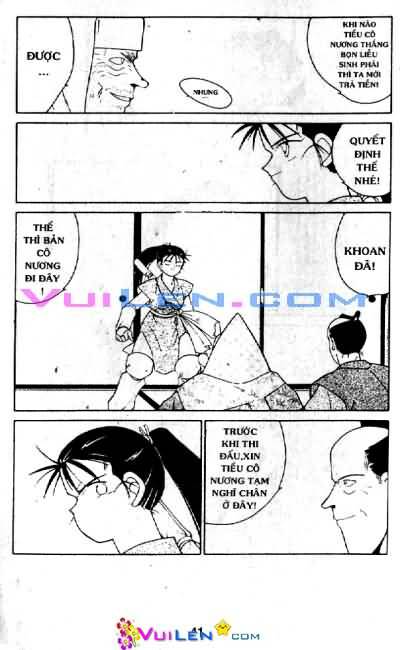 ĐƯỢC
...
NHƯNG
...
KHI NÀO
TIỂU CÔ
NƯƠNG THẮNG
BỌN LIỄU
SINH PHÁI
THÌ TA MỚI
TRẢ TIỀN!
QUYẾT
ĐỊNH
THẾ
NHÉ!
THẾ
THÌ BẢN
CÔ
NƯƠNG
ĐI ĐÂY
!
KHOAN
ĐÃ!
VUILEN.COM
TRƯỚC
KHI THI
ĐẤU,XIN
TIỂU CÔ
NƯƠNG TẠM
NGHỈ CHÂN
Ở ĐÂY!
41
VUILEN.COM